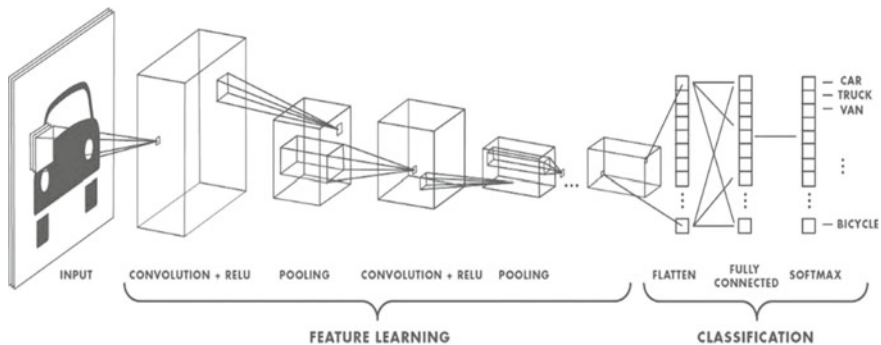 CAR
TRUCK
VAN
BICYCLE
INPUT
CONVOLUTION + RELU
POOLING
CONVOLUTION + RELU
POOLING
FLATTEN
FULLY
CONNECTED
SOFTMAX
FEATURE LEARNING
CLASSIFICATION